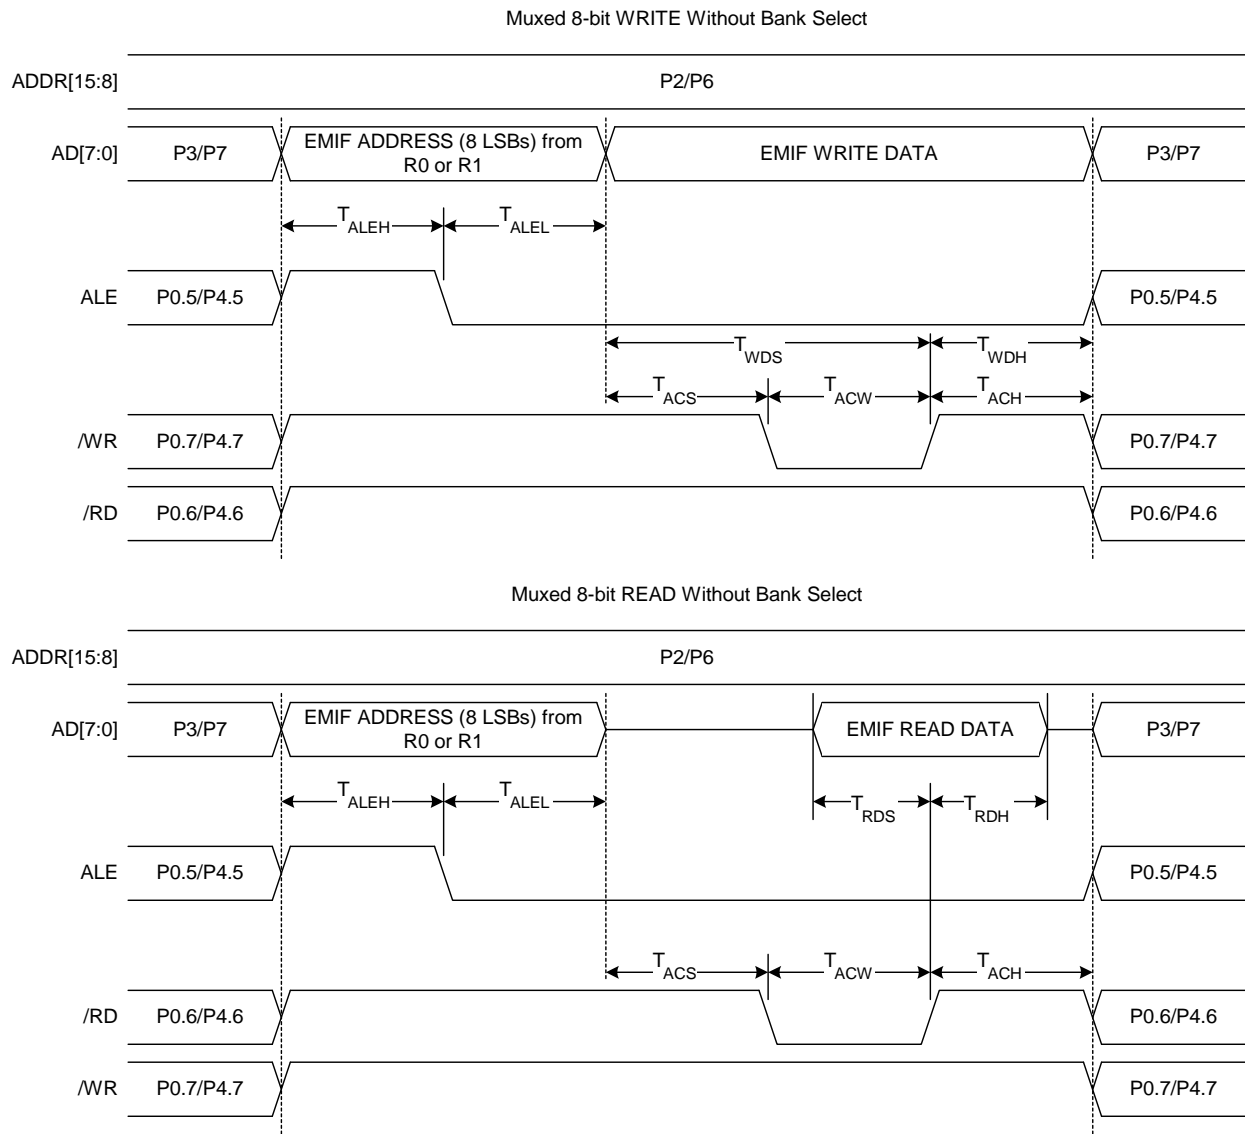 Muxed 8-bit WRITE Without Bank Select
ADDR[15:8] P2/P6
AD[7:0] P3/P7 EMIF ADDRESS (8 LSBs) from R0 or R1 EMIF WRITE DATA P3/P7
TALEH TALEL
ALE P0.5/P4.5 P0.5/P4.5
TWDS TWDH
TACS TACW TACH
/WR P0.7/P4.7 P0.7/P4.7
/RD P0.6/P4.6 P0.6/P4.6
Muxed 8-bit READ Without Bank Select
ADDR[15:8] P2/P6
AD[7:0] P3/P7 EMIF ADDRESS (8 LSBs) from R0 or R1 EMIF READ DATA P3/P7
TALEH TALEL TRDS TRDH
ALE P0.5/P4.5 P0.5/P4.5
TACS TACW TACH
/RD P0.6/P4.6 P0.6/P4.6
/WR P0.7/P4.7 P0.7/P4.7